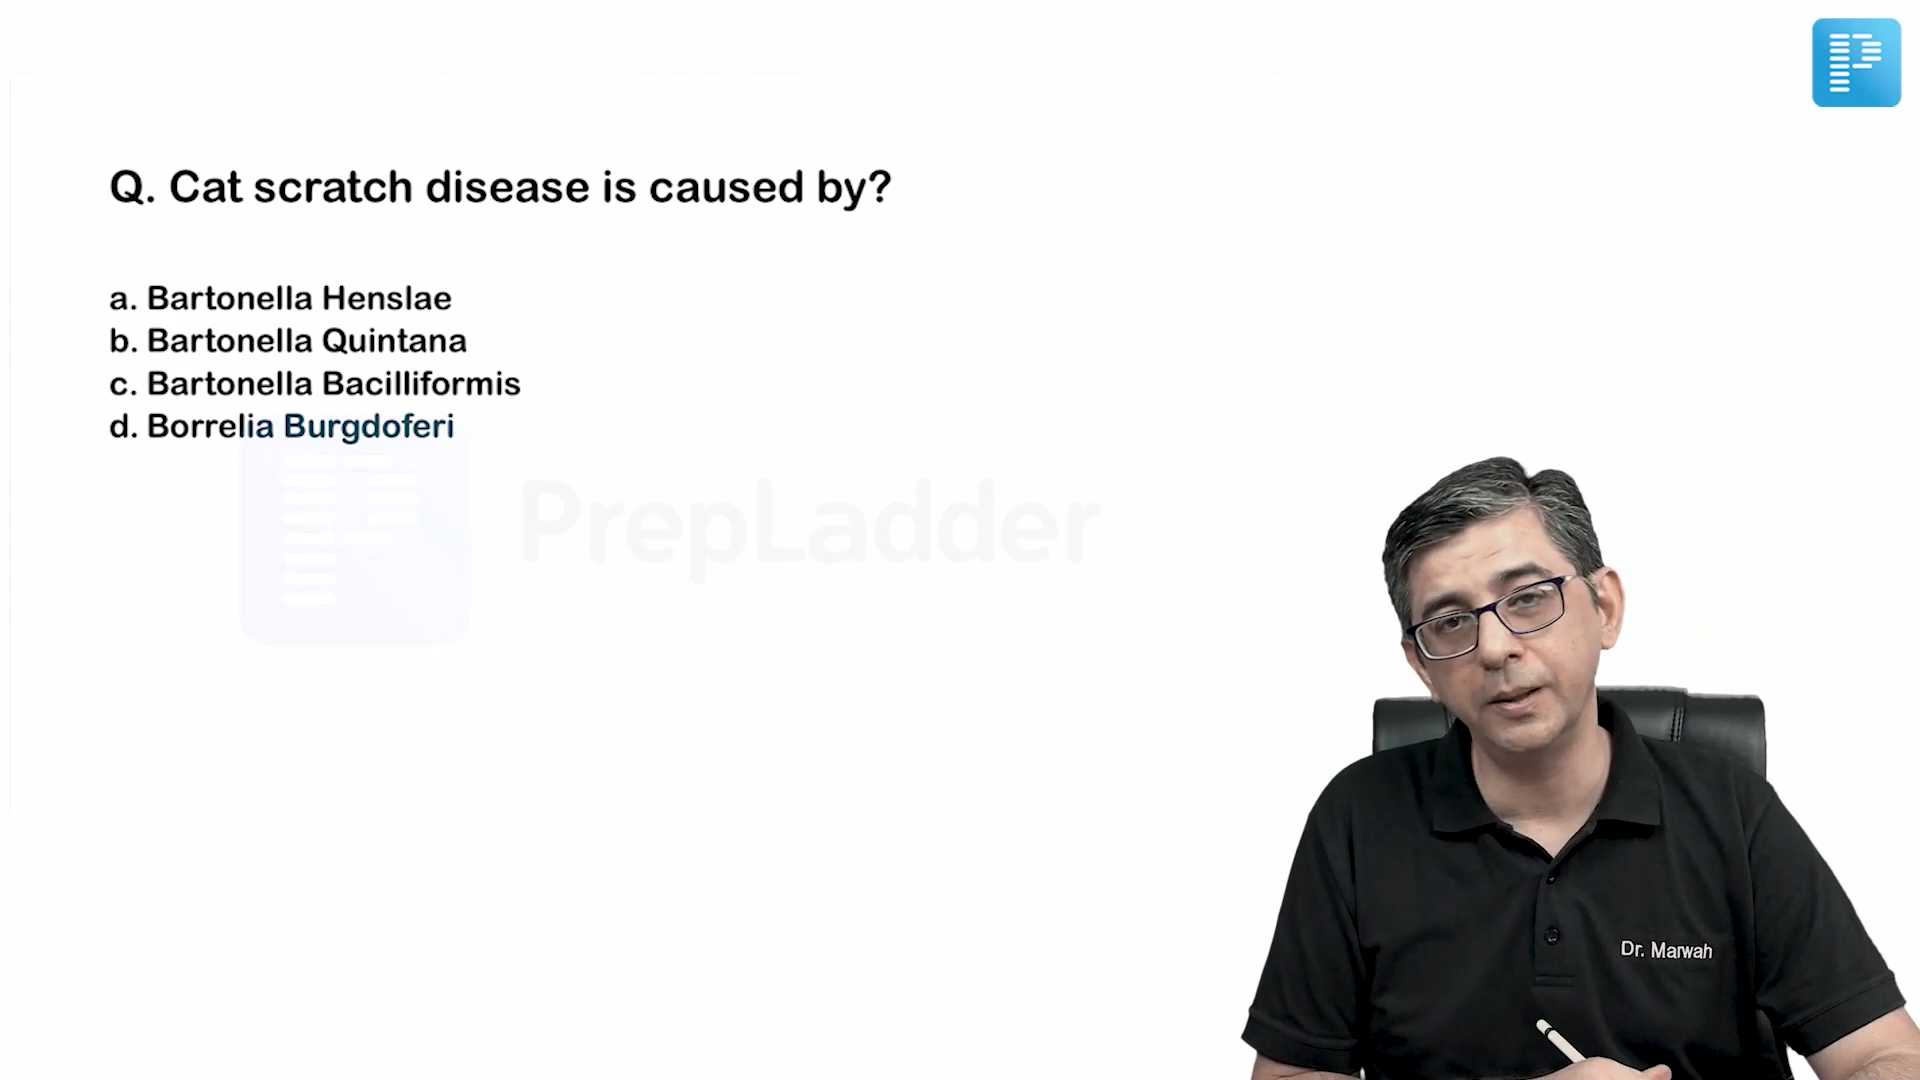 Q. Cat scratch disease is caused by?
a. Bartonella Henslae
b. Bartonella Quintana
c. Bartonella Bacilliformis
d. Borrelia Burgdoferi
PrepLadder
Dr. Marwah